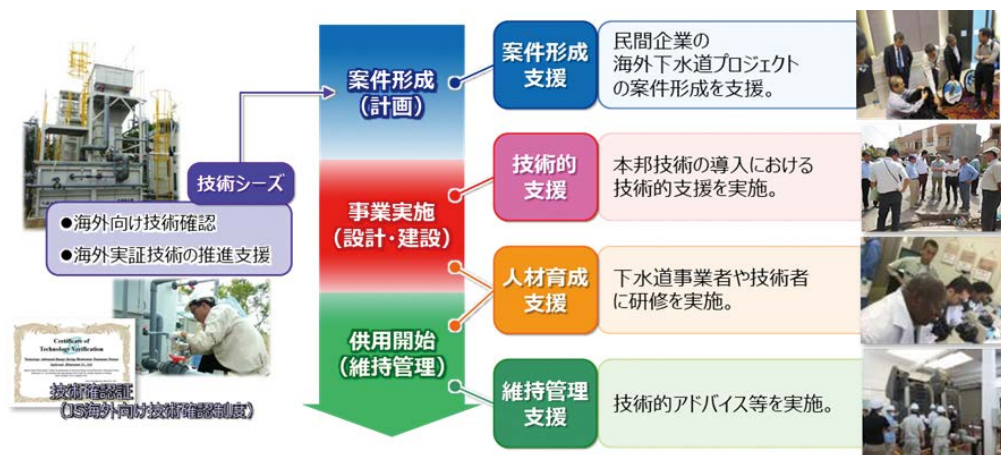 案件形成
(計画)
事業実施
(設計・建設)
供用開始
(維持管理)
技術シーズ
●海外向け技術確認
●海外実証技術の推進支援
Certificate of
Technology Verification
技術確認証
(JS海外向け技術確認制度)
案件形成
支援
民間企業の
海外下水道プロジェクト
の案件形成を支援。
技術的
支援
本邦技術の導入における
技術的支援を実施。
人材育成
支援
下水道事業者や技術者
に研修を実施。
維持管理
支援
技術的アドバイス等を実施。